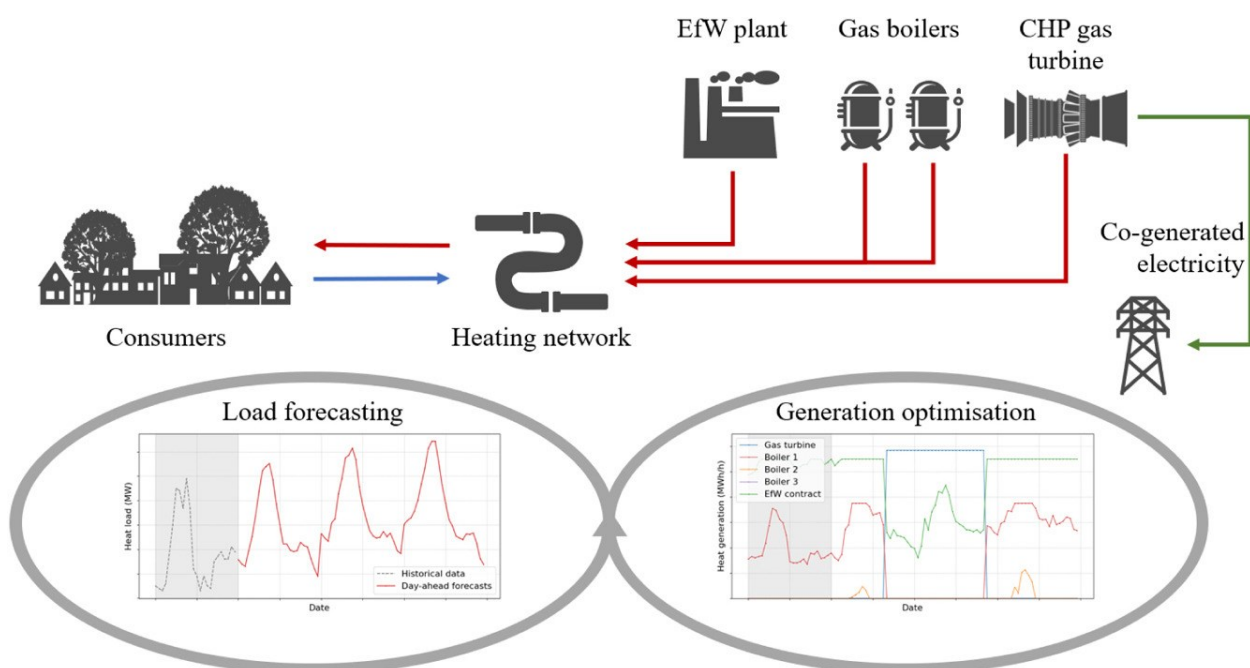 EfW plant
Gas boilers
CHP gas
turbine
Co-generated
electricity
Consumers
Heating network
Load forecasting
Heat load (MW)
Historical data
Day-ahead forecasts
Date
Generation optimisation
Heat generation (MWh/h)
Gas turbine
Boiler 1
Boiler 2
Boiler 3
EfW contract
Date